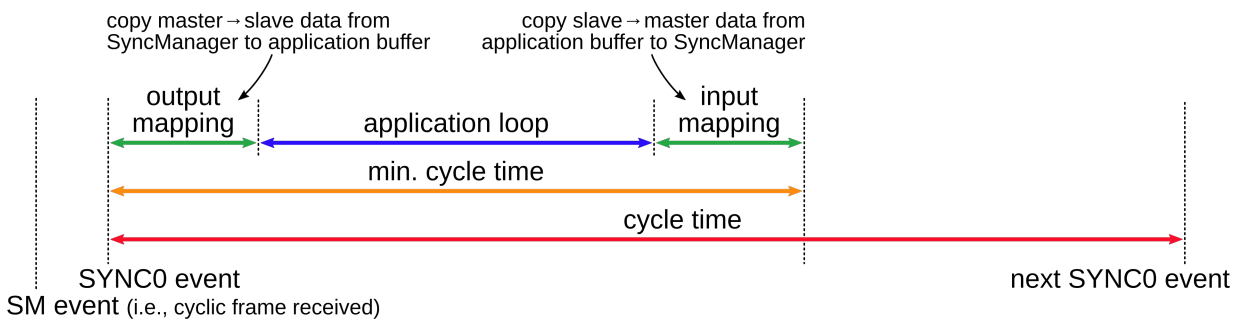 copy master→slave data from
SyncManager to application buffer
copy slave→master data from
application buffer to SyncManager
output
mapping
application loop
input
mapping
min. cycle time
cycle time
SYNC0 event
next SYNC0 event
SM event (i.e., cyclic frame received)